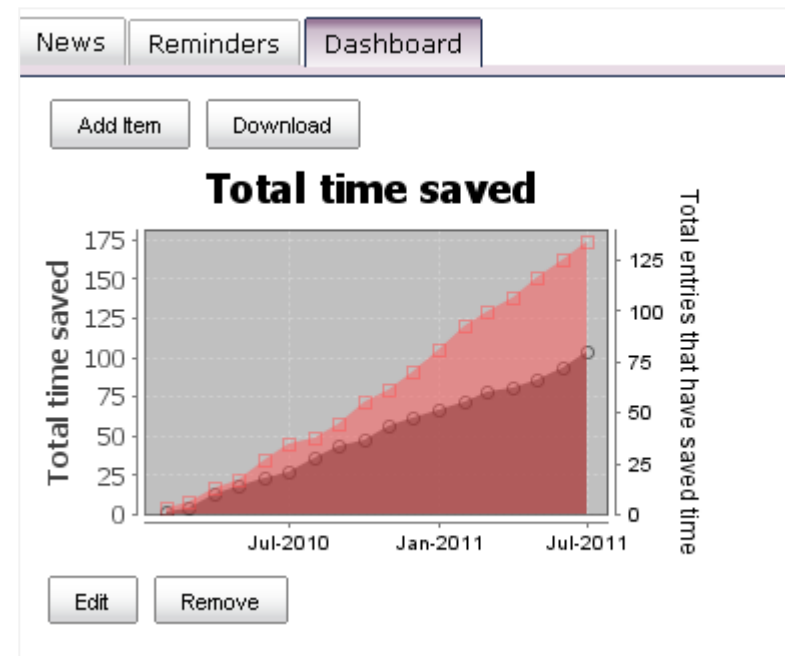 News Reminders Dashboard
Add Item Download
Total time saved
Total time saved
175
150
125
100
75
50
25
0
125
100
75
50
25
0
Total entries that have saved time
Jul-2010 Jan-2011 Jul-2011
Edit Remove